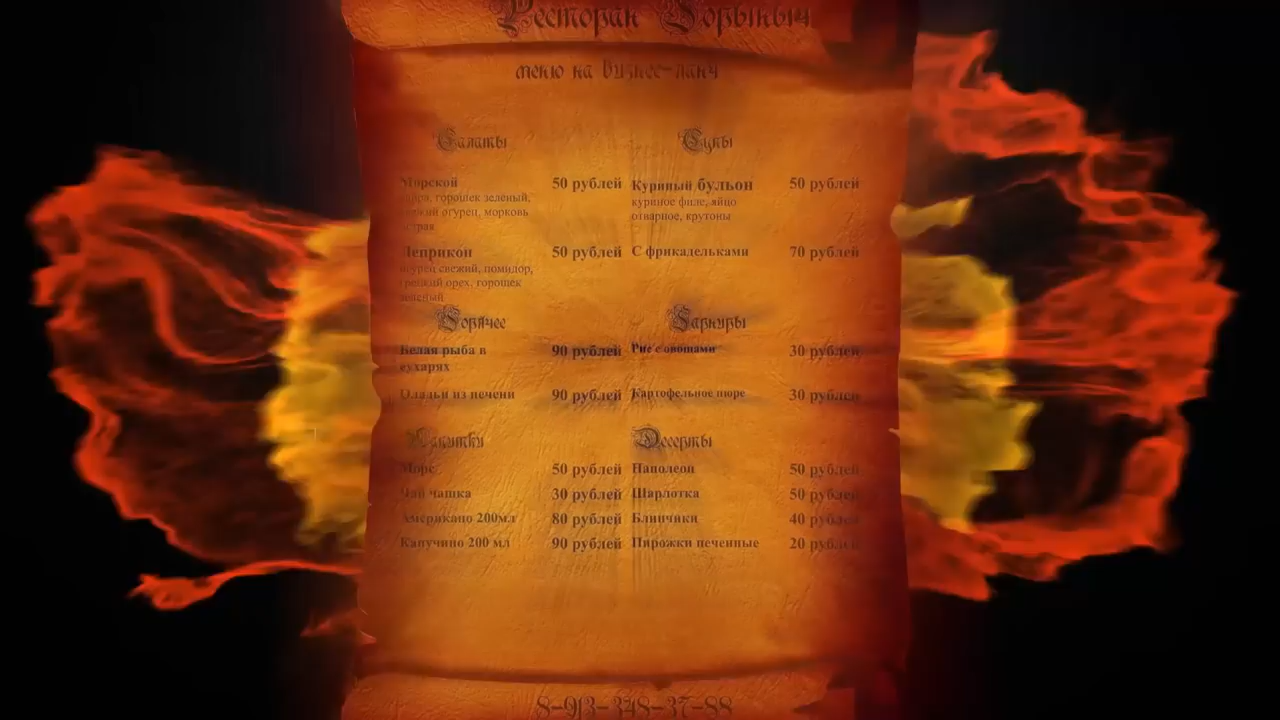 Ресторан Горыныч
меню на бизнес-ланч
Салаты
Морской 50 рублей
горошек зеленый,
огурец, морковь
Леприкон 50 рублей
огурец свежий, помидор,
грецкий орех, горошек
зеленый
Супы
Куриный бульон 50 рублей
куриное филе, яйцо
отварное, крутоны
С фрикадельками 70 рублей
Горячее
Белая рыба в 90 рублей
сухарях
Оладьи из печени 90 рублей
Гарниры
Рис с овощами 30 рублей
Картофельное пюре 30 рублей
Напитки
Морс 50 рублей
Чай чашка 30 рублей
Американо 200мл 80 рублей
Капучино 200 мл 90 рублей
Десерты
Наполеон 50 рублей
Шарлотка 50 рублей
Блинчики 40 рублей
Пирожки печенные 20 рублей
8-913-348-37-88